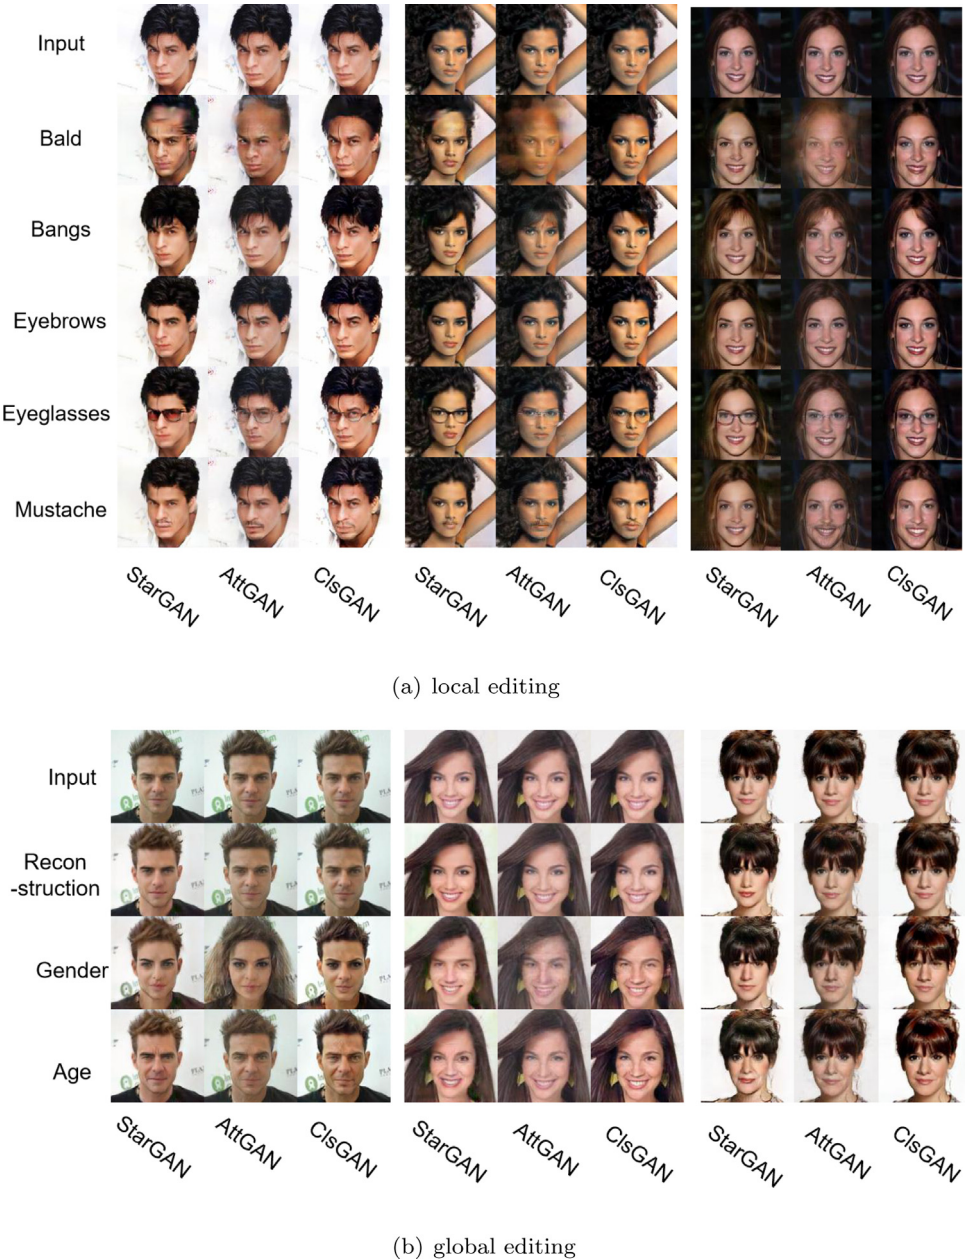 Input
Bald
Bangs
Eyebrows
Eyeglasses
Mustache
StarGAN AttGAN ClsGAN StarGAN AttGAN ClsGAN StarGAN AttGAN ClsGAN
(a) local editing
Input
Recon
-struction
Gender
Age
StarGAN AttGAN ClsGAN StarGAN AttGAN ClsGAN StarGAN AttGAN ClsGAN
(b) global editing